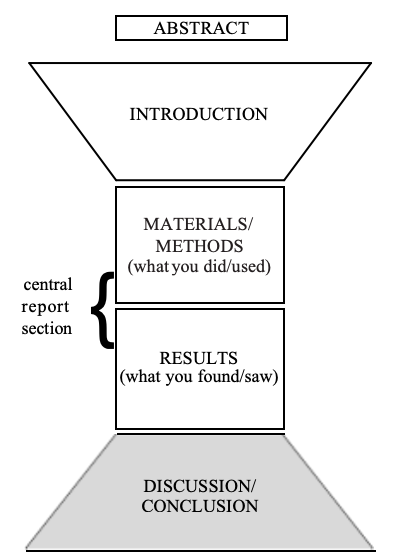 ABSTRACT
INTRODUCTION
MATERIALS/
METHODS
(what you did/used)
central
report
section
RESULTS
(what you found/saw)
DISCUSSION/
CONCLUSION